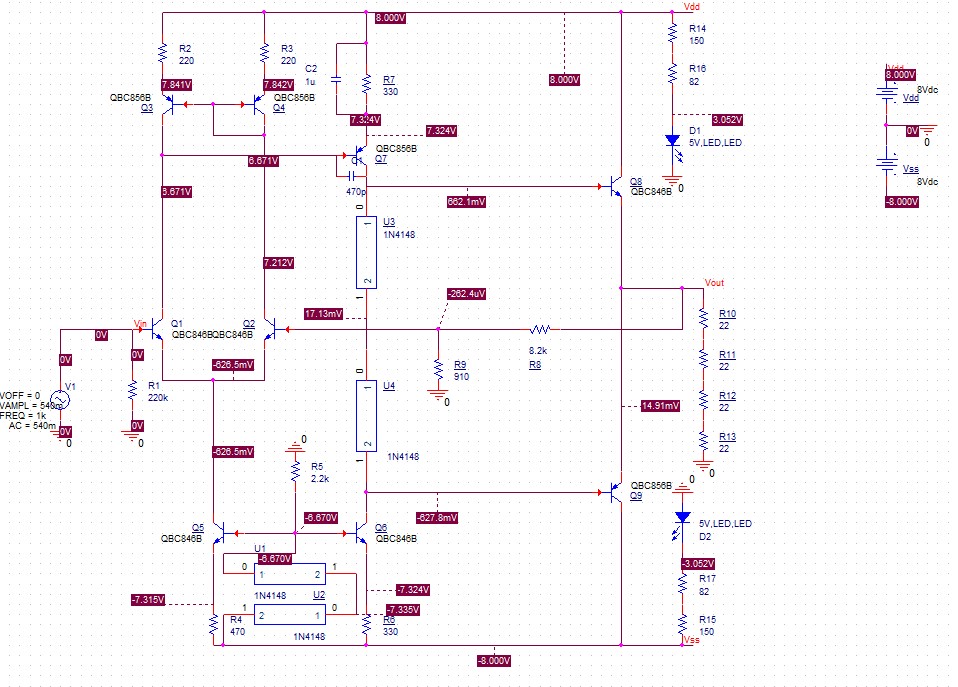 Vdd
8.000V
R14
150
R2
220
R3
220
C2
1u
R7
330
R16
82
8.000V
Vdd
8.000V
8Vdc
Vdd
7.841V
7.842V
QBC856B
Q3
QBC856B
Q4
7.324V
7.324V
3.052V
D1
5V,LED,LED
0V
0
QBC856B
Q7
6.671V
6.671V
470p
662.1mV
Q8
QBC846B
0
Vss
8Vdc
-8.000V
0
1
U3
1N4148
2
1
7.212V
-262.4uV
Vout
17.13mV
R10
22
Vin
Q1
QBC846B
Q2
QBC846B
0V
0V
0V
8.2k
R8
R11
22
-626.5mV
R9
910
0
0
1
U4
2
1
1N4148
V1
VOFF = 0
VAMPL = 540m
FREQ = 1k
AC = 540m
R1
220k
0V
0V
0
0
14.91mV
R12
22
R13
22
0
0
-626.5mV
R5
2.2k
0
QBC856B
Q9
-6.670V
-627.8mV
5V,LED,LED
D2
Q5
QBC846B
Q6
QBC846B
U1
-6.670V
0
1
2
1
1N4148
U2
-3.052V
R17
82
-7.324V
-7.315V
-7.335V
1
2
1
0
1N4148
R4
470
R6
330
R15
150
Vss
-8.000V